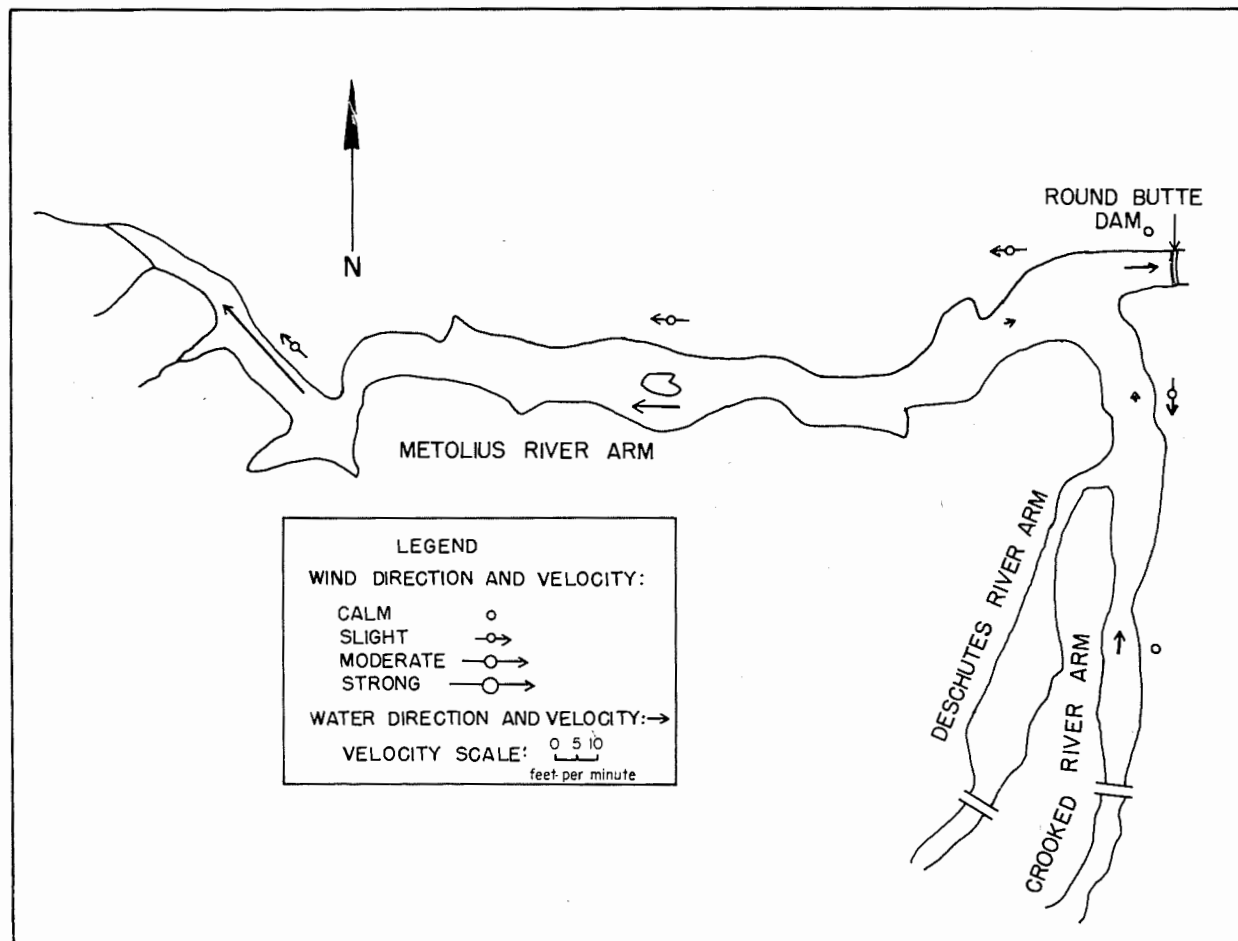 N
ROUND BUTTE
DAM
METOLIUS RIVER ARM
DESCHUTES RIVER ARM
CROOKED RIVER ARM
LEGEND
WIND DIRECTION AND VELOCITY:
CALM
SLIGHT
MODERATE
STRONG
WATER DIRECTION AND VELOCITY:
VELOCITY SCALE: 0 5 10
feet per minute